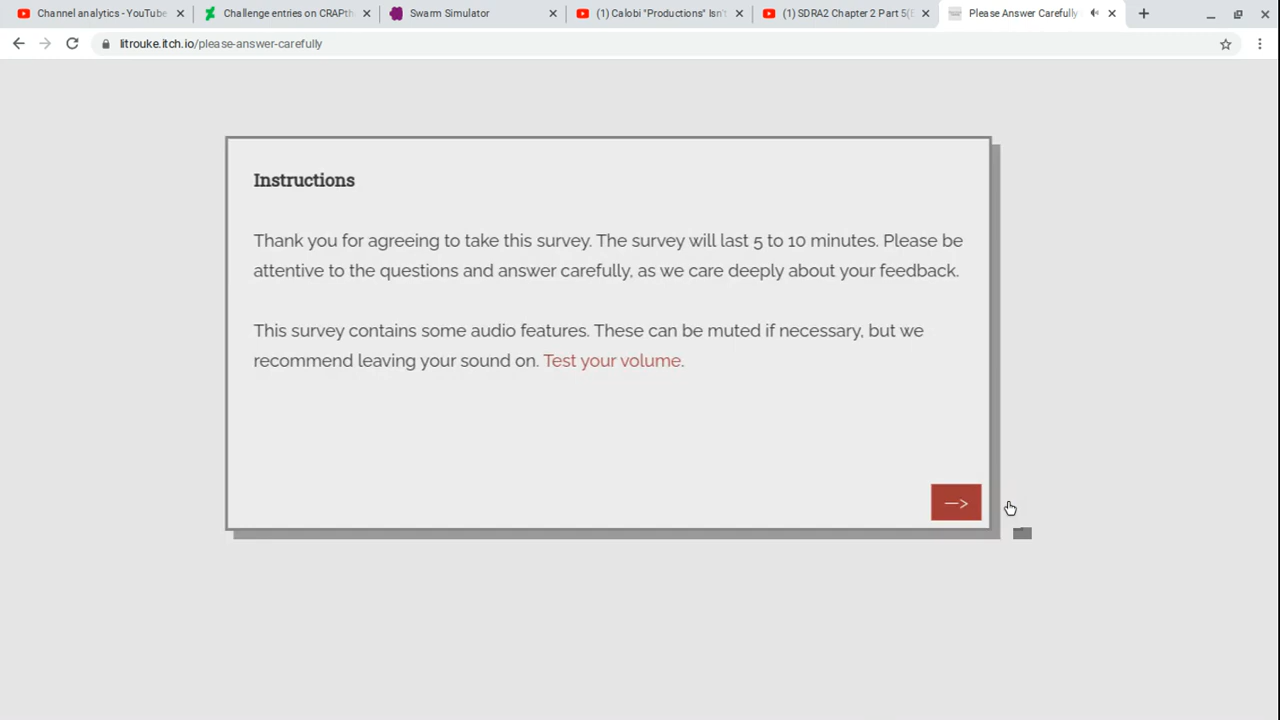 Channel analytics - YouTube
Challenge entries on CRAPth
Swarm Simulator
(1) Calobi "Productions" Isn't
(1) SDRA2 Chapter 2 Part 5(E
Please Answer Carefully
litrouke.itch.io/please-answer-carefully
Instructions
Thank you for agreeing to take this survey. The survey will last 5 to 10 minutes. Please be
attentive to the questions and answer carefully, as we care deeply about your feedback.
This survey contains some audio features. These can be muted if necessary, but we
recommend leaving your sound on. Test your volume.
—>